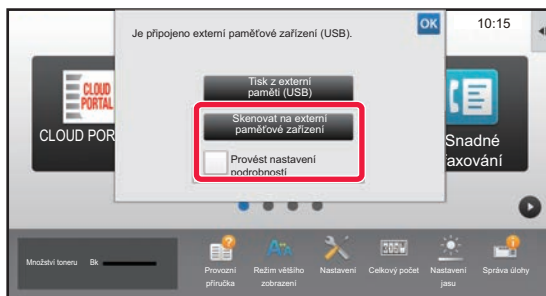 Je připojeno externí paměťové zařízení (USB).
OK
10:15
Tisk z externí
paměti (USB)
Skenovat na externí
paměťové zařízení
Provést nastavení
podrobností
CLOUD
PORTAL
CLOUD POR
Snadné
faxování
Množství toneru Bk
Provozní
příručka
Režim většího
zobrazení
Nastavení
Celkový počet
Nastavení
jasu
Správa úlohy